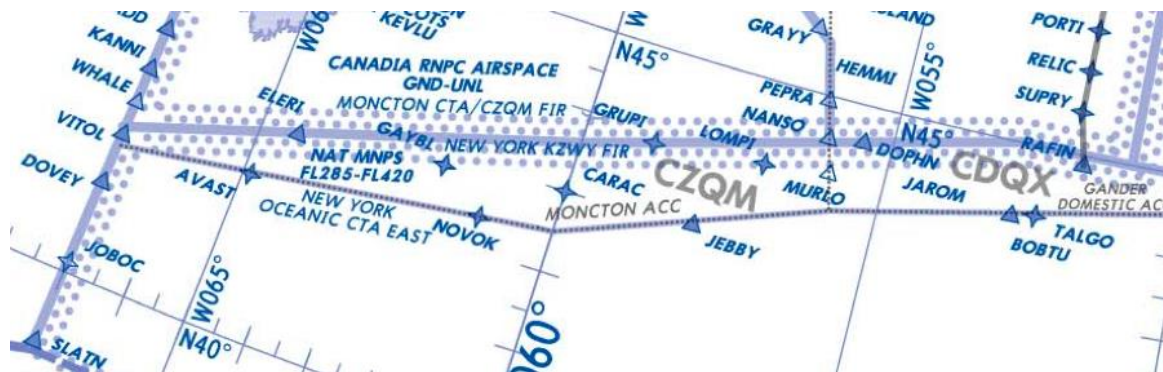 KANNI
WHALE
VITOL
DOVEY
JOBOC
SLATN
COTS
KEVLU
CANADIA RNPC AIRSPACE
GND-UNL
MONCTON CTA/CZQM FIR
ELERI
GAYBL NEW YORK KZWY FIR
NAT MNPS
FL285-FL420
AVAST
NEW YORK
OCEANIC CTA EAST
NOVOK
W065°
N40°
N45°
GRUPI
LOMPI
CARAC
CZQM
MONCTON ACC
JEBBY
GRAYY
HEMMI
PEPRA
NANSO
MURLO
W055°
N45°
DOPHN
JAROM
CDQX
PORTI
RELIC
SUPRY
RAFIN
GANDER
DOMESTIC AC
TALGO
BOBTU
060°